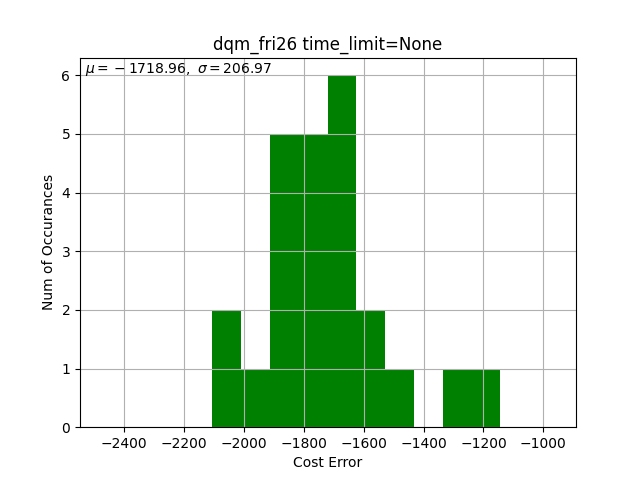 dqm_fri26 time_limit=None
μ = −1718.96, σ = 206.97
6
5
4
3
2
1
0
Num of Occurances
−2400 −2200 −2000 −1800 −1600 −1400 −1200 −1000
Cost Error